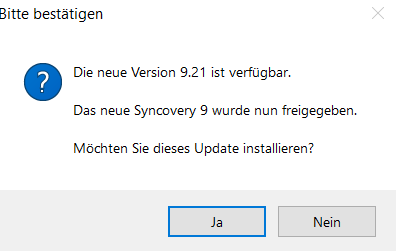 Bitte bestätigen
Die neue Version 9.21 ist verfügbar.
Das neue Syncovery 9 wurde nun freigegeben.
Möchten Sie dieses Update installieren?
Ja
Nein